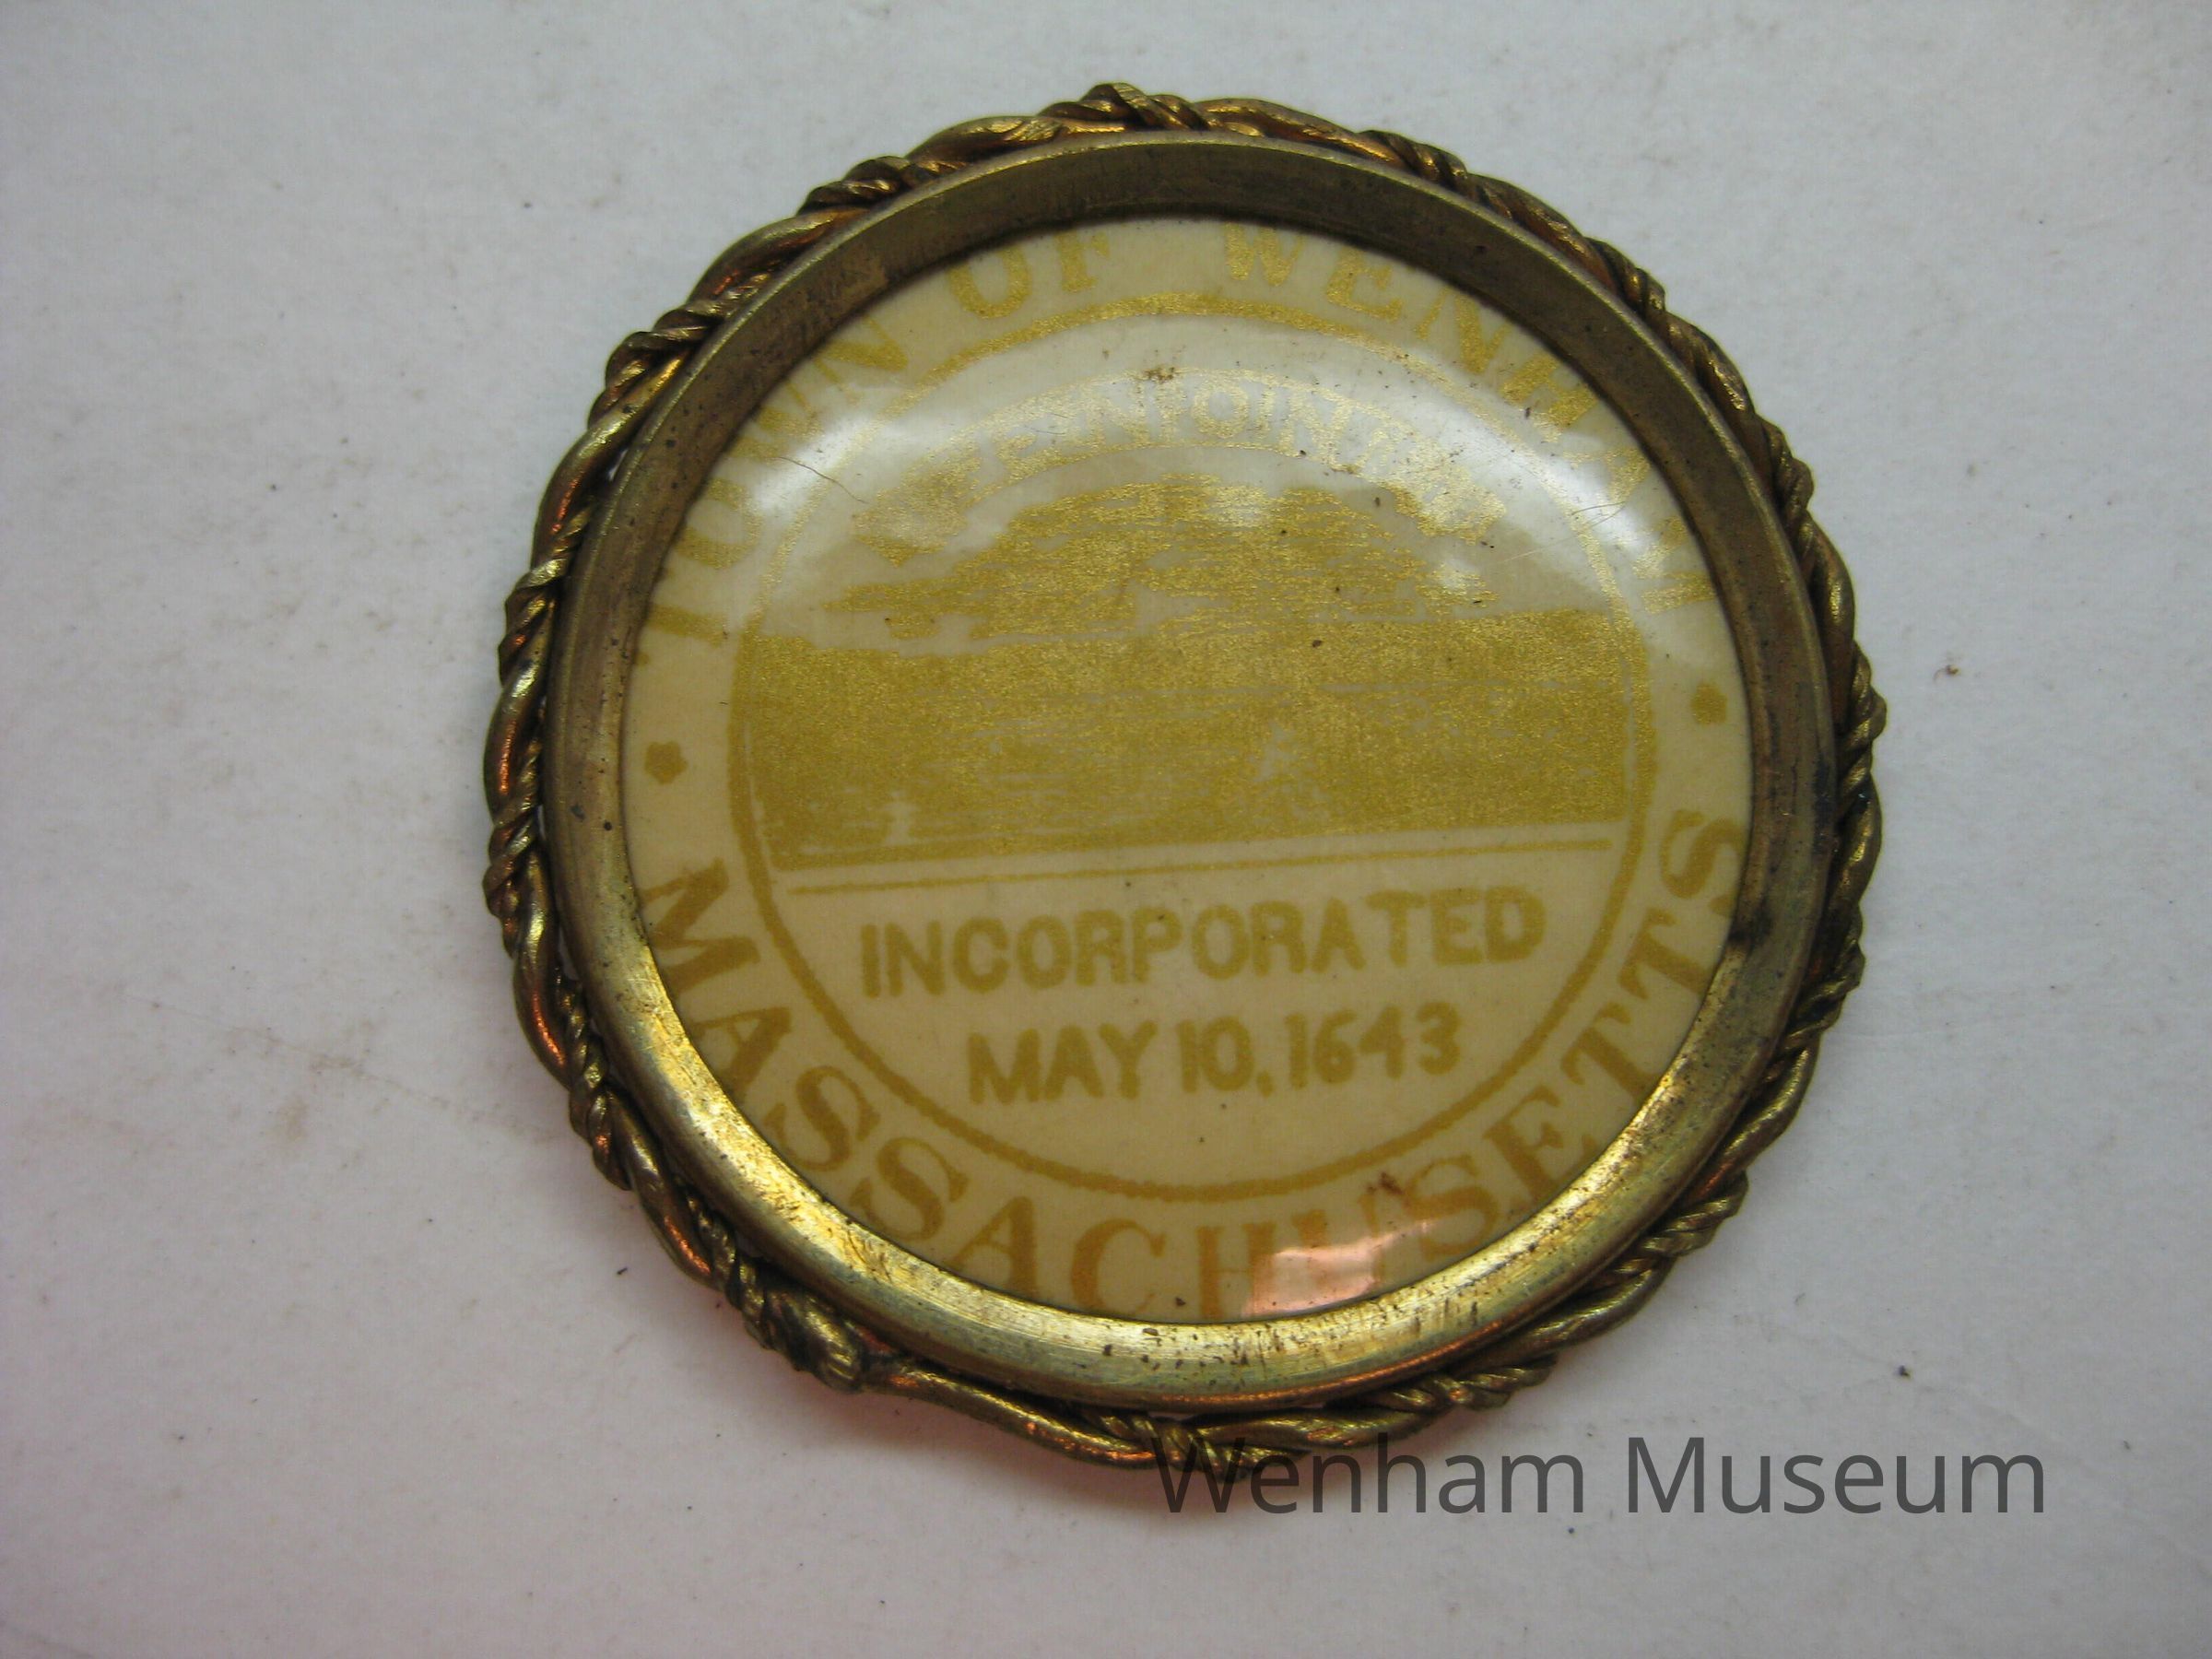 TOWN OF WENHAM
INCORPORATED
MAY 10, 1643
MASSACHUSETTS
Wenham Museum